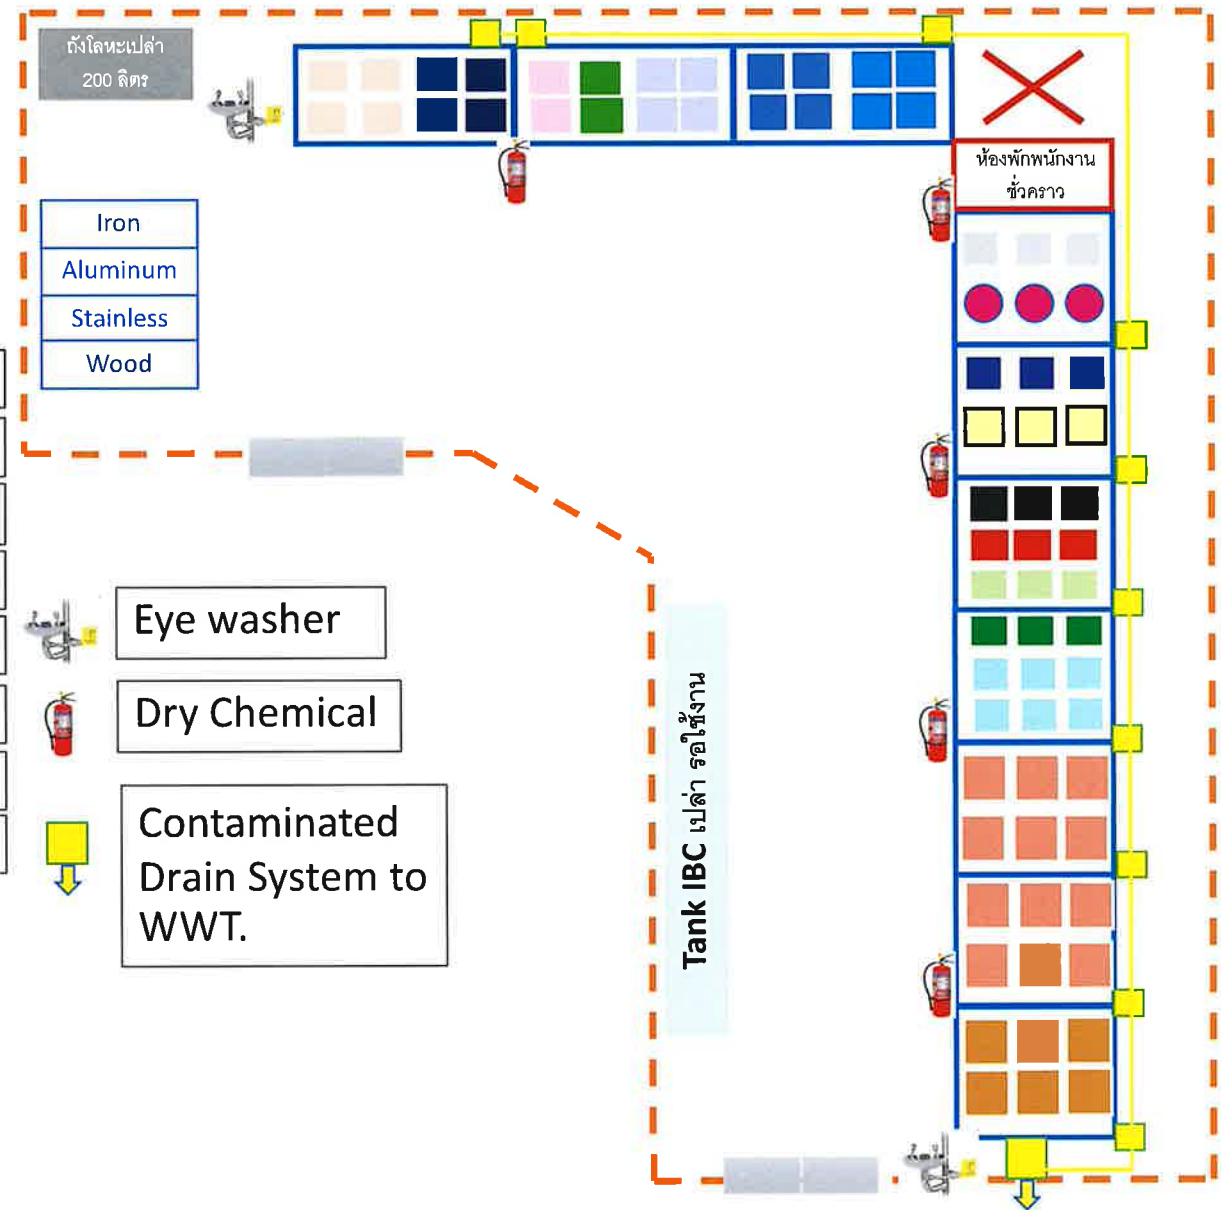 ถังโลหะเปล่า
200 ลิตร
ห้องพักพนักงาน
ชั่วคราว
Iron
Aluminum
Stainless
Wood
Eye washer
Dry Chemical
Contaminated
Drain System to
WWT.
Tank IBC เปล่า รอใช้งาน